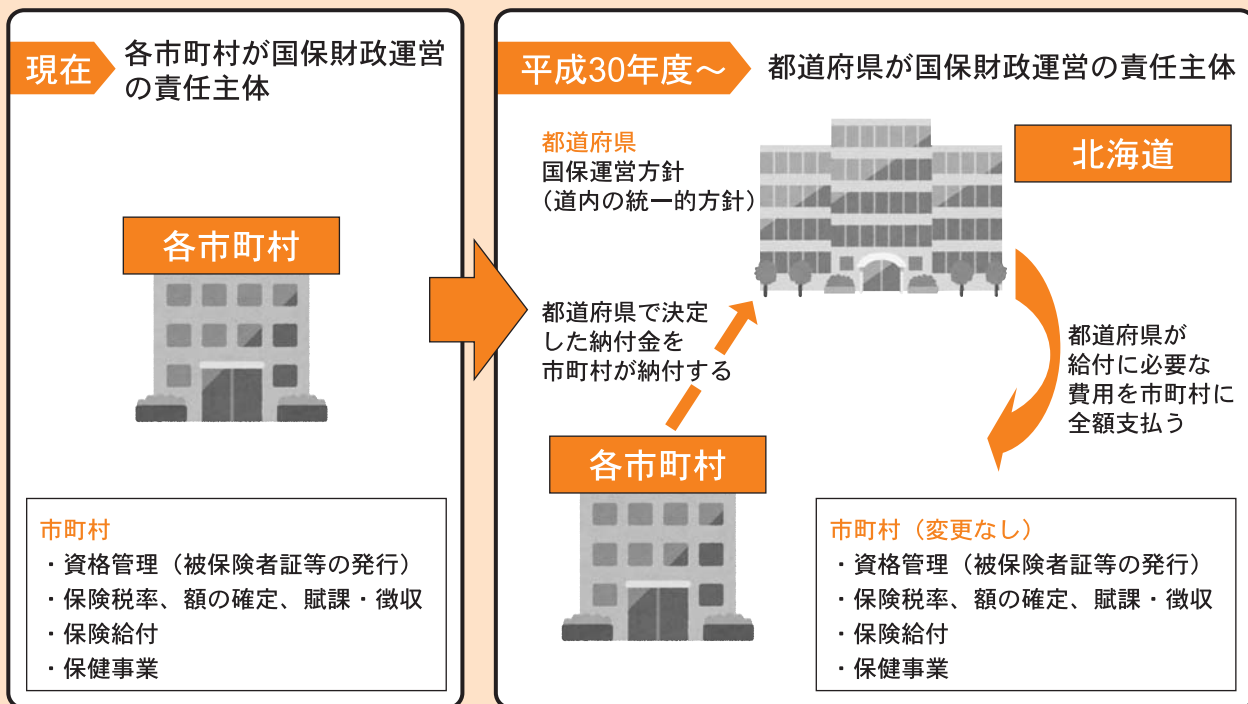 現在
各市町村が国保財政運営
の責任主体
各市町村
市町村
・資格管理（被保険者証等の発行）
・保険税率、額の確定、賦課・徴収
・保険給付
・保健事業
平成30年度～
都道府県が国保財政運営の責任主体
都道府県
国保運営方針
（道内の統一的方針）
北海道
都道府県で決定
した納付金を
市町村が納付する
都道府県が
給付に必要な
費用を市町村に
全額支払う
各市町村
市町村（変更なし）
・資格管理（被保険者証等の発行）
・保険税率、額の確定、賦課・徴収
・保険給付
・保健事業